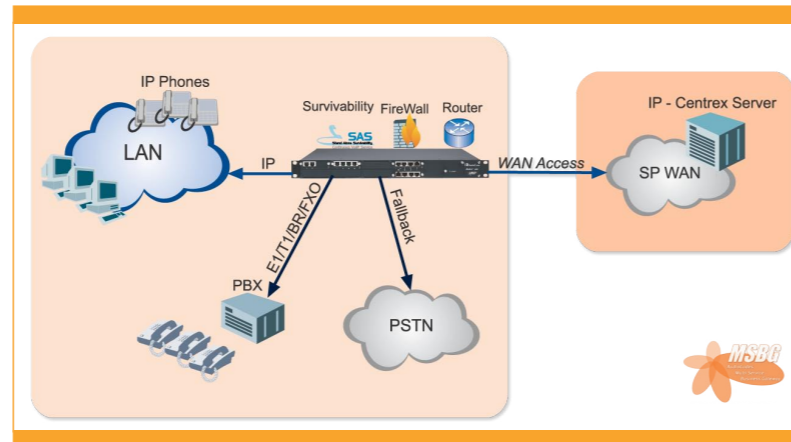 IP Phones
LAN
IP
Survivability
SAS
FireWall
Router
WAN Access
IP - Centrex Server
SP WAN
E1/T1/BR/FXO
Fallback
PBX
PSTN
MSBG